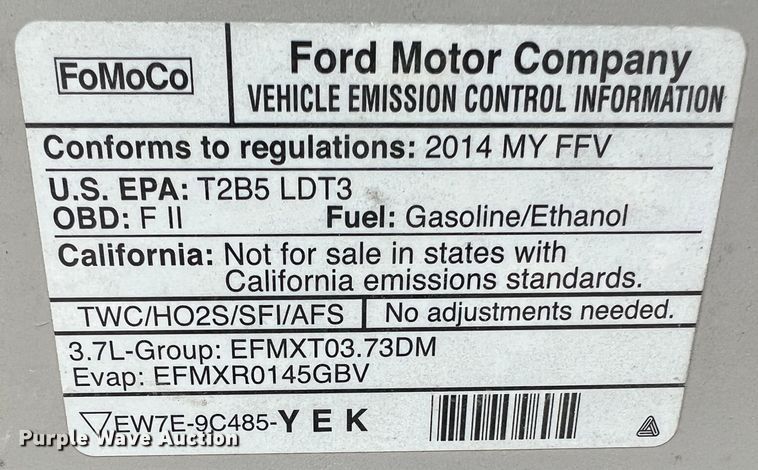 FoMoCo
Ford Motor Company
VEHICLE EMISSION CONTROL INFORMATION
Conforms to regulations: 2014 MY FFV
U.S. EPA: T2B5 LDT3
OBD: F II Fuel: Gasoline/Ethanol
California: Not for sale in states with
California emissions standards.
TWC/HO2S/SFI/AFS No adjustments needed.
3.7L-Group: EFMXT03.73DM
Evap: EFMXR0145GBV
EW7E-9C485-YEK
Purple Wave Auction